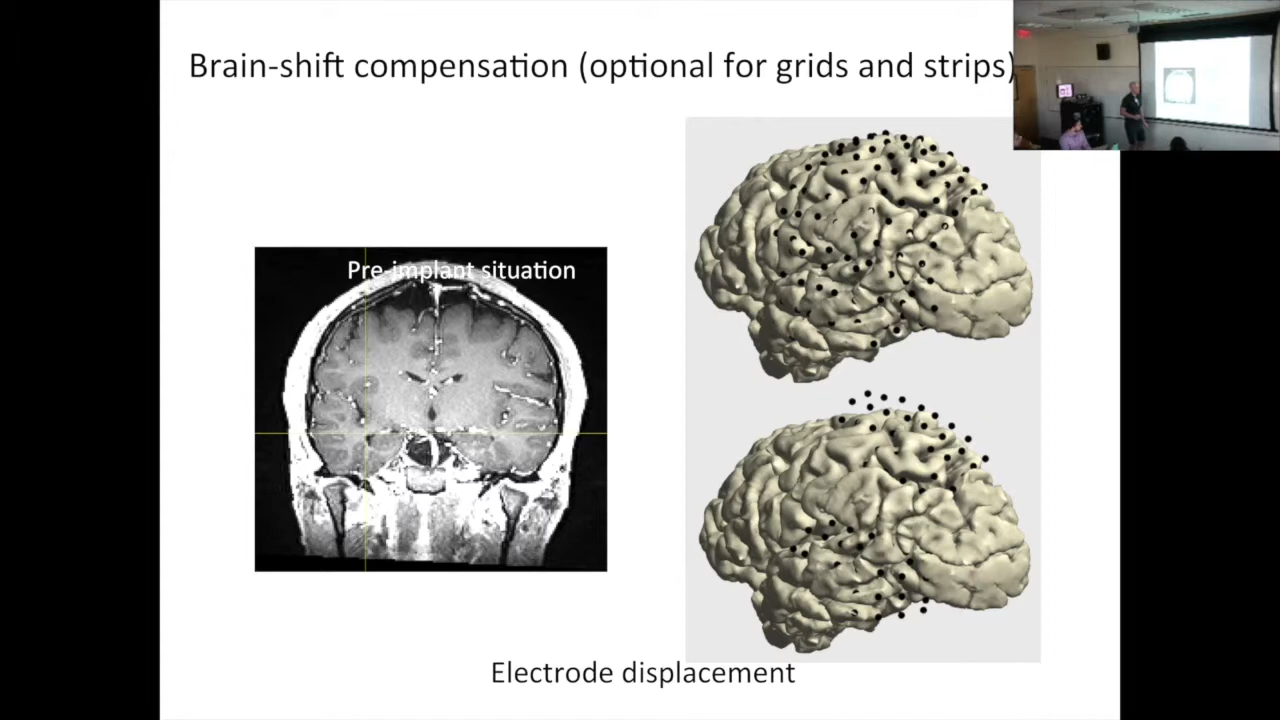 Brain-shift compensation (optional for grids and strips)
Pre-implant situation
Electrode displacement